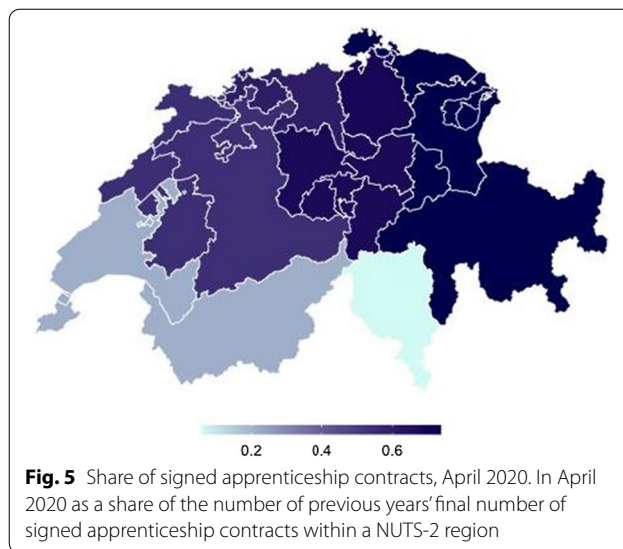 0.2 0.4 0.6
Fig. 5 Share of signed apprenticeship contracts, April 2020. In April
2020 as a share of the number of previous years’ final number of
signed apprenticeship contracts within a NUTS-2 region